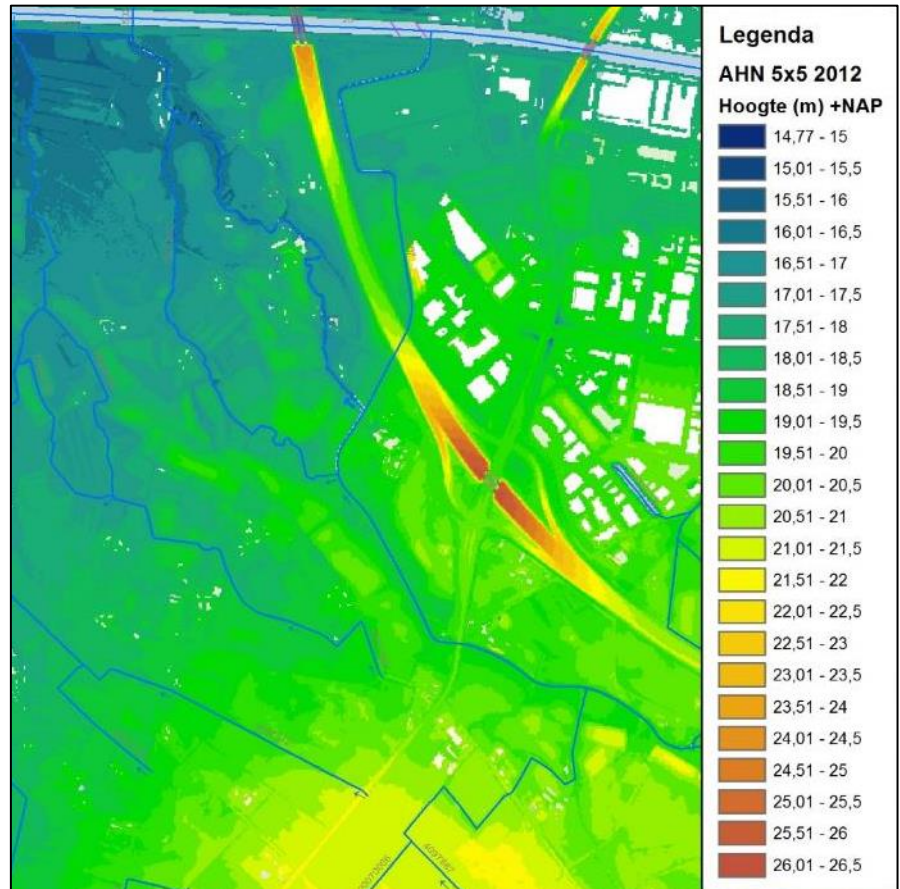 Legenda
AHN 5x5 2012
Hoogte (m) +NAP
14,77 - 15
15,01 - 15,5
15,51 - 16
16,01 - 16,5
16,51 - 17
17,01 - 17,5
17,51 - 18
18,01 - 18,5
18,51 - 19
19,01 - 19,5
19,51 - 20
20,01 - 20,5
20,51 - 21
21,01 - 21,5
21,51 - 22
22,01 - 22,5
22,51 - 23
23,01 - 23,5
23,51 - 24
24,01 - 24,5
24,51 - 25
25,01 - 25,5
25,51 - 26
26,01 - 26,5